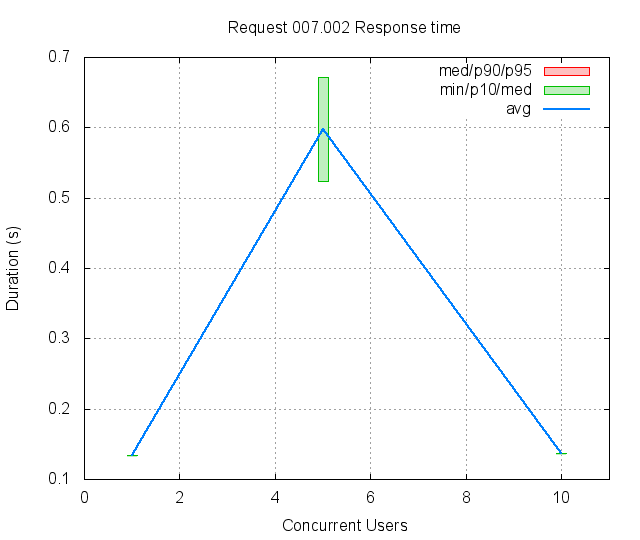 Request 007.002 Response time
med/p90/p95
min/p10/med
avg
0.7
0.6
0.5
0.4
0.3
0.2
0.1
Duration (s)
0 2 4 6 8 10
Concurrent Users